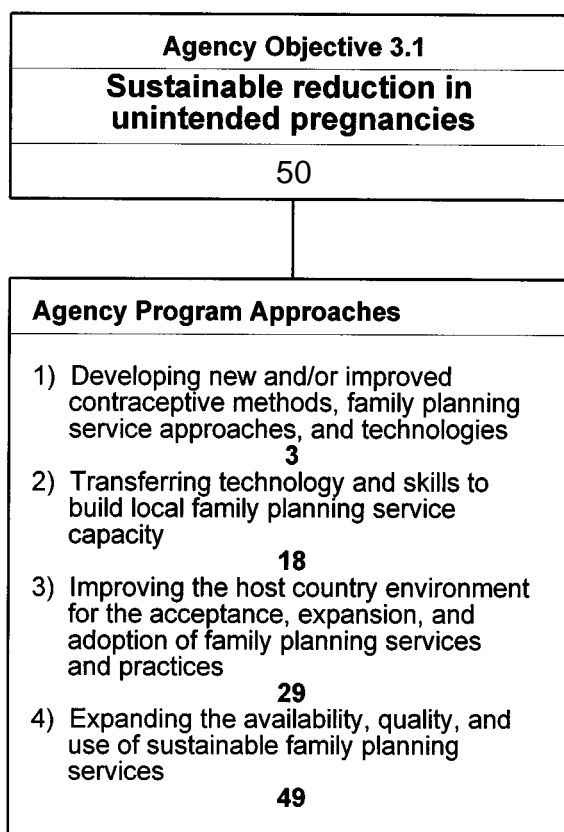 Agency Objective 3.1
Sustainable reduction in
unintended pregnancies
50
Agency Program Approaches
1) Developing new and/or improved
contraceptive methods, family planning
service approaches, and technologies
3
2) Transferring technology and skills to
build local family planning service
capacity
18
3) Improving the host country environment
for the acceptance, expansion, and
adoption of family planning services
and practices
29
4) Expanding the availability, quality, and
use of sustainable family planning
services
49